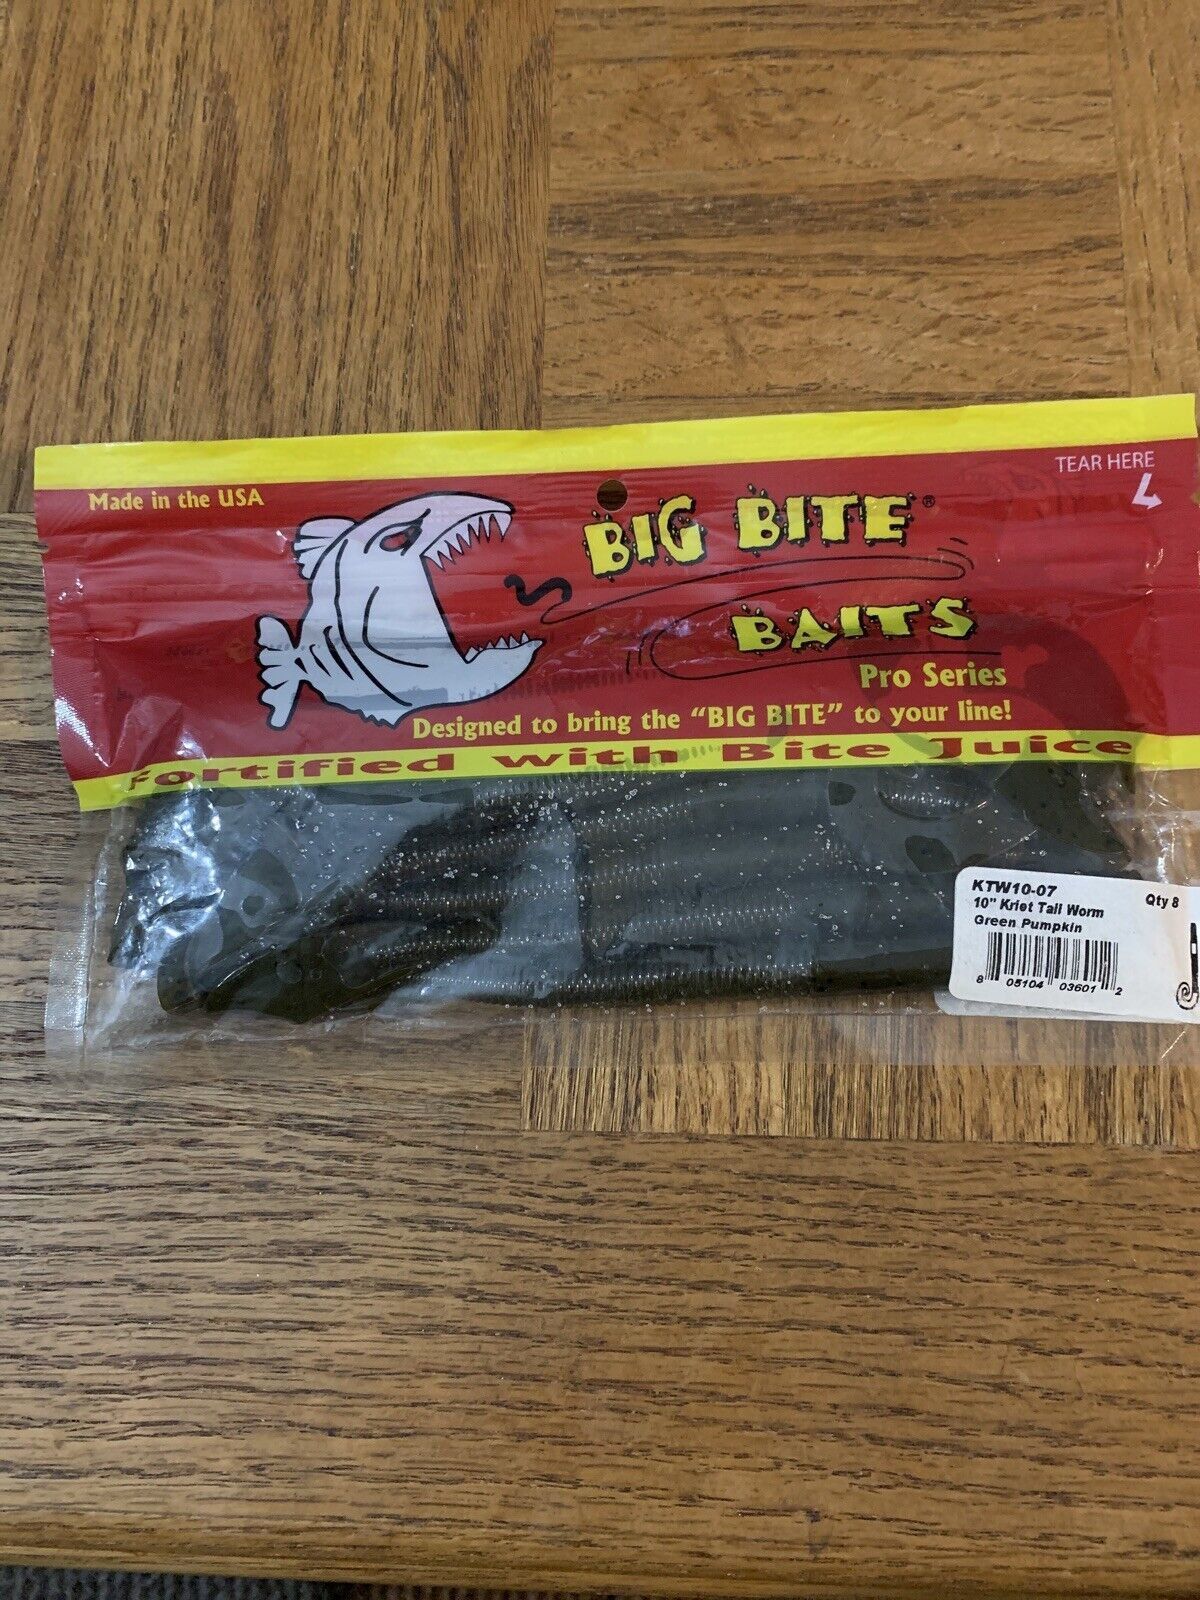 Made in the USA
TEAR HERE
BIG BITE®
BAITS
Pro Series
Designed to bring the “BIG BITE” to your line!
Fortified with Bite Juice
KTW10-07
Qty 8
10" Kriet Tail Worm
Green Pumpkin
8 05104 03601 2